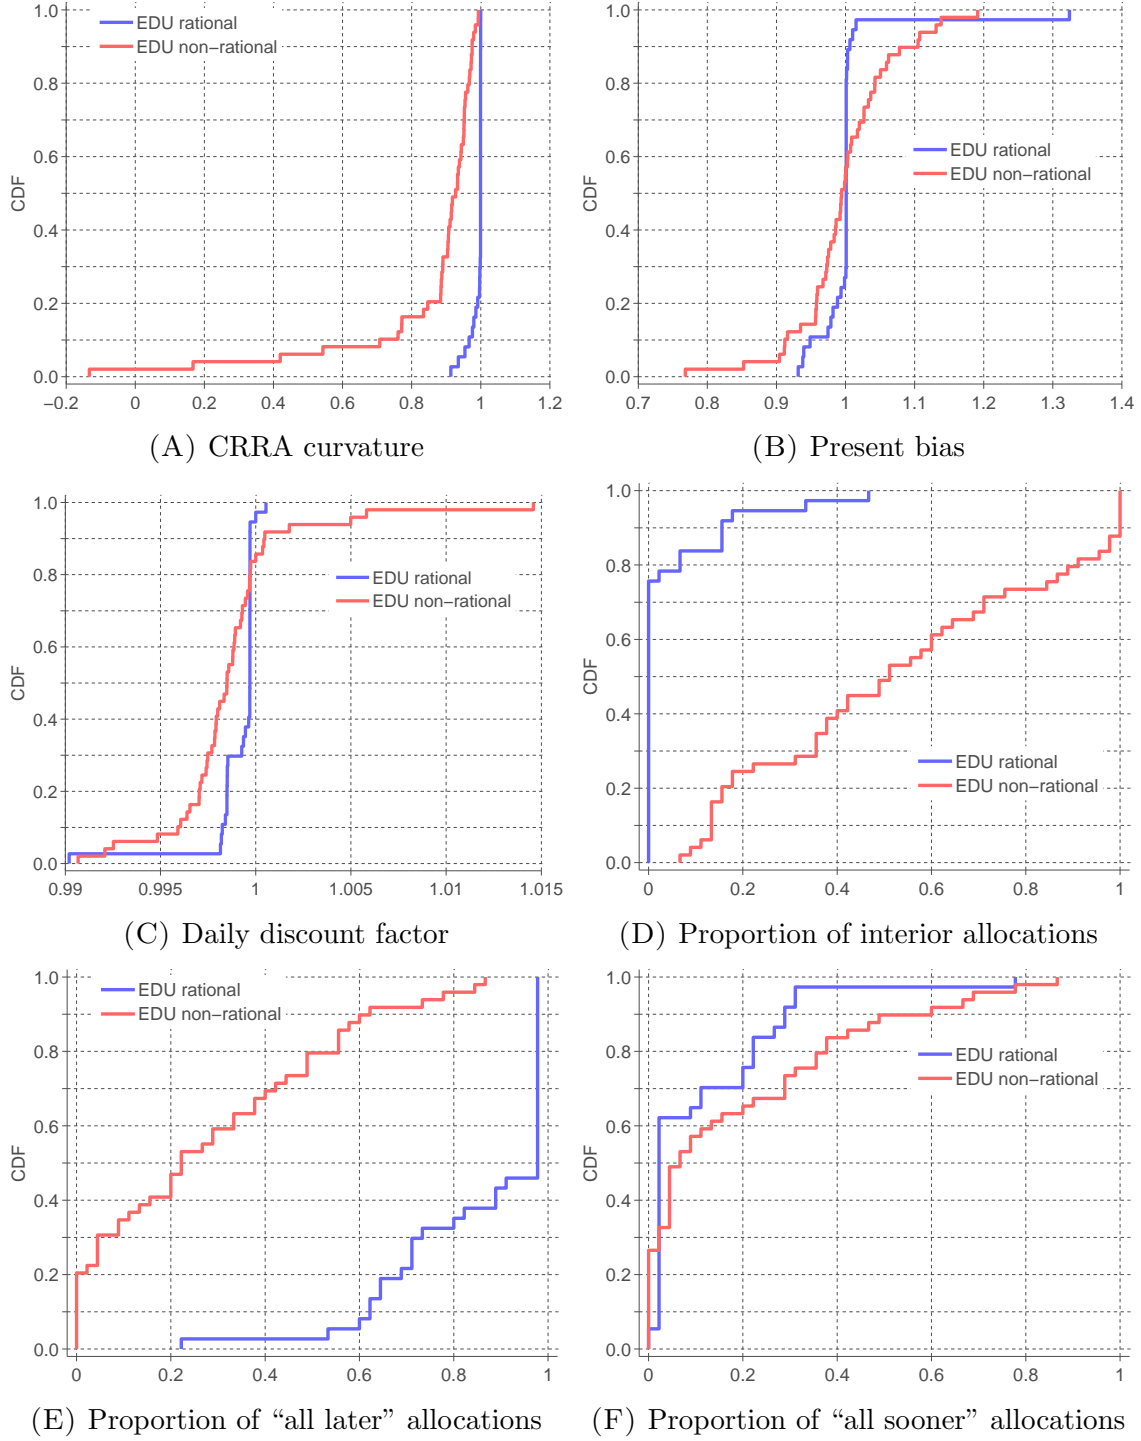 EDU rational
EDU non−rational
CDF
1.0
0.8
0.6
0.4
0.2
0.0
−0.2 0 0.2 0.4 0.6 0.8 1 1.2
(A) CRRA curvature
EDU rational
EDU non−rational
CDF
1.0
0.8
0.6
0.4
0.2
0.0
0.7 0.8 0.9 1 1.1 1.2 1.3 1.4
(B) Present bias
EDU rational
EDU non−rational
CDF
1.0
0.8
0.6
0.4
0.2
0.0
0.99 0.995 1 1.005 1.01 1.015
(C) Daily discount factor
EDU rational
EDU non−rational
CDF
1.0
0.8
0.6
0.4
0.2
0.0
0 0.2 0.4 0.6 0.8 1
(D) Proportion of interior allocations
EDU rational
EDU non−rational
CDF
1.0
0.8
0.6
0.4
0.2
0.0
0 0.2 0.4 0.6 0.8 1
(E) Proportion of “all later” allocations
EDU rational
EDU non−rational
CDF
1.0
0.8
0.6
0.4
0.2
0.0
0 0.2 0.4 0.6 0.8 1
(F) Proportion of “all sooner” allocations